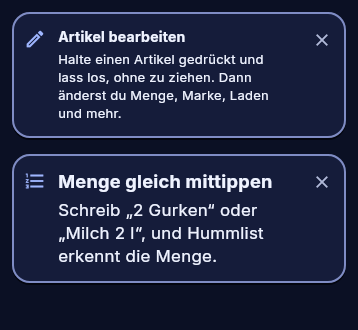 Artikel bearbeiten
Halte einen Artikel gedrückt und
lass los, ohne zu ziehen. Dann
änderst du Menge, Marke, Laden
und mehr.
Menge gleich mittippen
Schreib „2 Gurken“ oder
„Milch 2 l“, und Hummlist
erkennt die Menge.